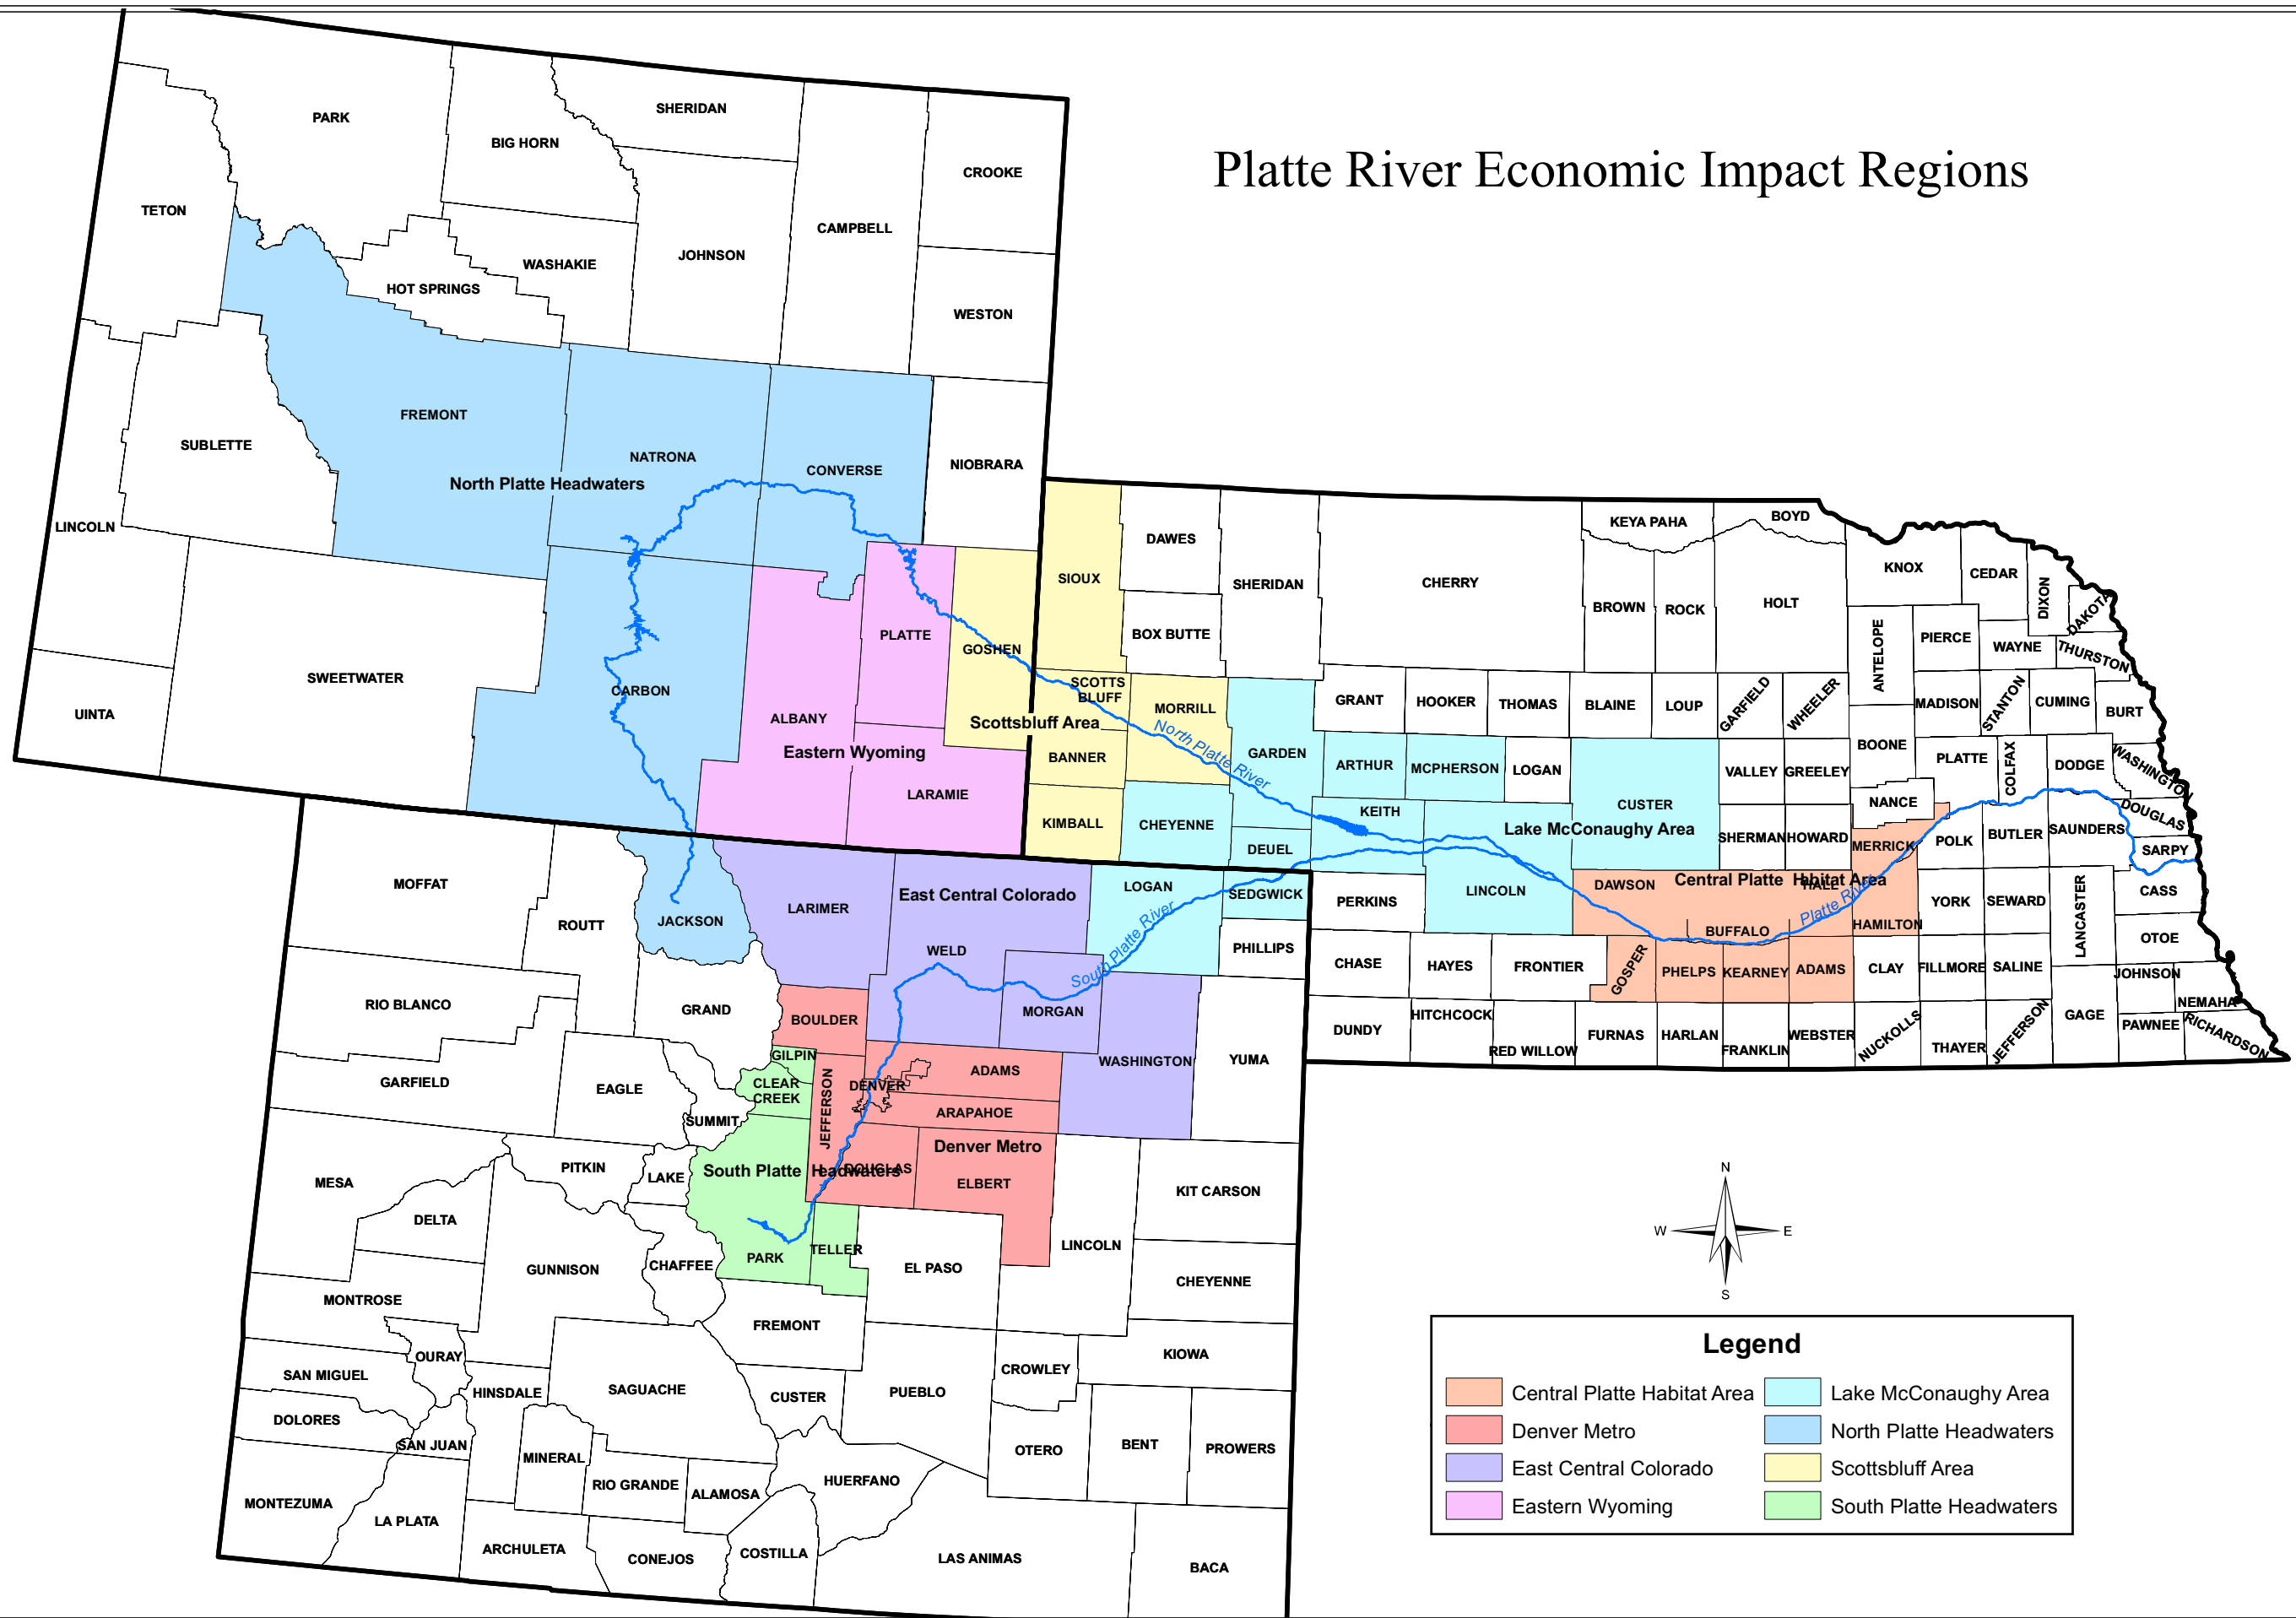 Platte River Economic Impact Regions
PARK
SHERIDAN
BIG HORN
CROOKE
TETON
CAMPBELL
JOHNSON
WASHAKIE
HOT SPRINGS
WESTON
FREMONT
SUBLETTE
NATRONA
CONVERSE
NIOBRARA
North Platte Headwaters
LINCOLN
SWEETWATER
UINTA
CARBON
ALBANY
PLATTE
GOSHEN
Eastern Wyoming
LARAMIE
Scottsbluff Area
SIOUX
DAWES
BOX BUTTE
SHERIDAN
CHERRY
KEYA PAHA
BOYD
BROWN
ROCK
HOLT
KNOX
CEDAR
DIXON
DAKOTA
ANTELOPE
PIERCE
WAYNE
THURSTON
SCOTTS
BLUFF
MORRILL
North Platte River
BANNER
KIMBALL
CHEYENNE
GARDEN
DEUEL
GRANT
HOOKER
THOMAS
BLAINE
LOUP
GARFIELD
WHEELER
MADISON
STANTON
CUMING
BURT
ARTHUR
MCPHERSON
LOGAN
CUSTER
VALLEY
GREELEY
BOONE
PLATTE
COLFAX
DODGE
WASHINGTON
KEITH
Lake McConaughy Area
NANCE
SHERMAN
HOWARD
MERRICK
POLK
BUTLER
SAUNDERS
DOUGLAS
SARPY
PERKINS
LINCOLN
DAWSON
Central Platte Habitat Area
HALL
Platte River
BUFFALO
HAMILTON
YORK
SEWARD
LANCASTER
CASS
OTOE
CHASE
HAYES
FRONTIER
GOSPER
PHELPS
KEARNEY
ADAMS
CLAY
FILLMORE
SALINE
JOHNSON
NEMAHA
DUNDY
HITCHCOCK
RED WILLOW
FURNAS
HARLAN
FRANKLIN
WEBSTER
NUCKOLLS
THAYER
JEFFERSON
GAGE
PAWNEE
RICHARDSON
MOFFAT
ROUTT
JACKSON
LARIMER
East Central Colorado
WELD
LOGAN
SEDGWICK
South Platte River
PHILLIPS
RIO BLANCO
GRAND
BOULDER
MORGAN
WASHINGTON
YUMA
GARFIELD
EAGLE
SUMMIT
GILPIN
CLEAR
CREEK
JEFFERSON
DENVER
ADAMS
ARAPAHOE
Denver Metro
South Platte Headwaters
DOUGLAS
ELBERT
MESA
PITKIN
LAKE
DELTA
GUNNISON
CHAFFEE
PARK
TELLER
EL PASO
LINCOLN
KIT CARSON
CHEYENNE
MONTROSE
OURAY
SAN MIGUEL
HINSDALE
SAGUACHE
FREMONT
CUSTER
PUEBLO
CROWLEY
KIOWA
DOLORES
SAN JUAN
MINERAL
RIO GRANDE
ALAMOSA
HUERFANO
OTERO
BENT
PROWERS
MONTEZUMA
LA PLATA
ARCHULETA
CONEJOS
COSTILLA
LAS ANIMAS
BACA
N
W
E
S
Legend
Central Platte Habitat Area
Lake McConaughy Area
Denver Metro
North Platte Headwaters
East Central Colorado
Scottsbluff Area
Eastern Wyoming
South Platte Headwaters